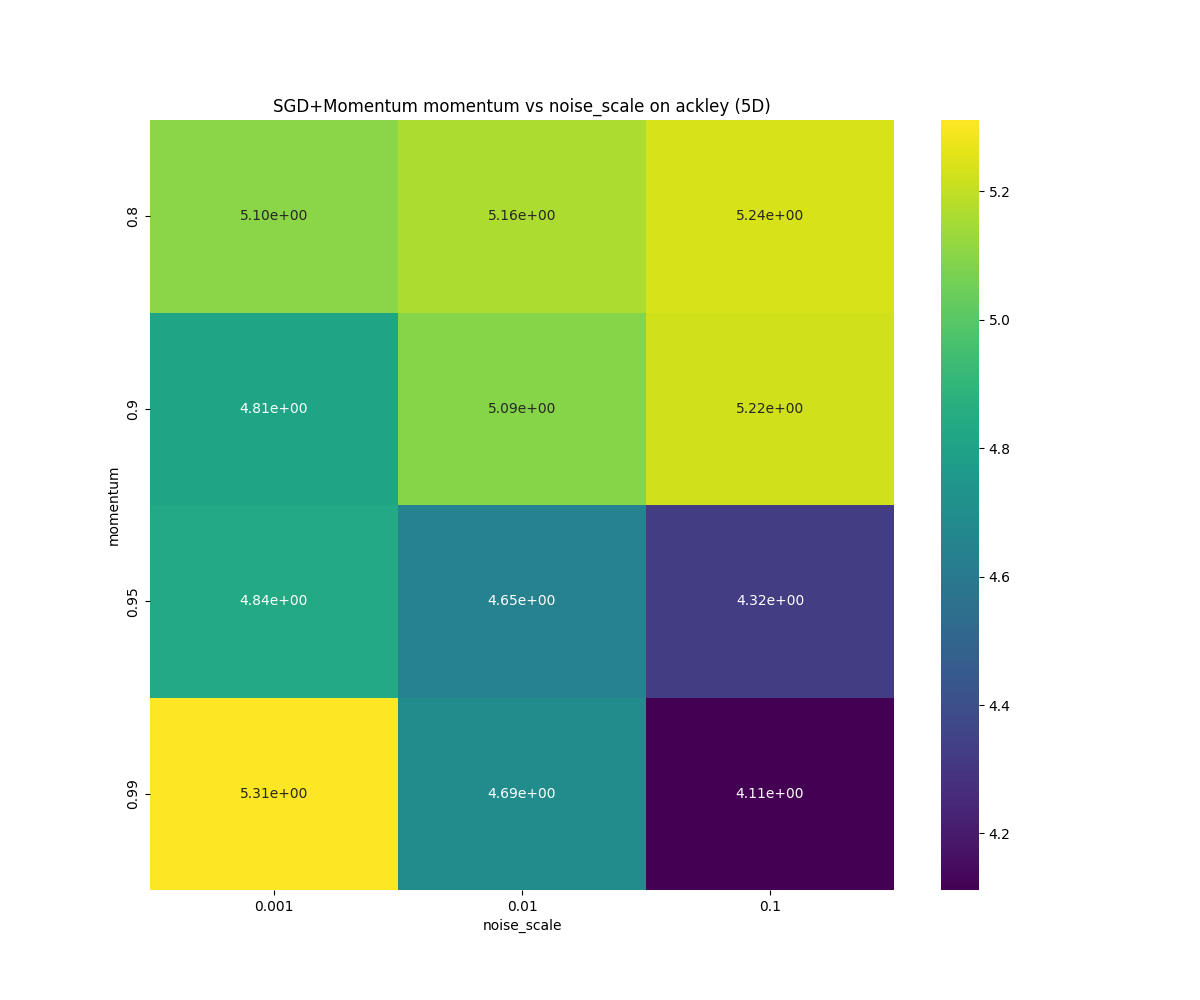 SGD+Momentum momentum vs noise_scale on ackley (5D)
0.8
5.10e+00 5.16e+00 5.24e+00
0.9
4.81e+00 5.09e+00 5.22e+00
0.95
4.84e+00 4.65e+00 4.32e+00
0.99
5.31e+00 4.69e+00 4.11e+00
momentum
0.001 0.01 0.1
noise_scale
5.2
5.0
4.8
4.6
4.4
4.2